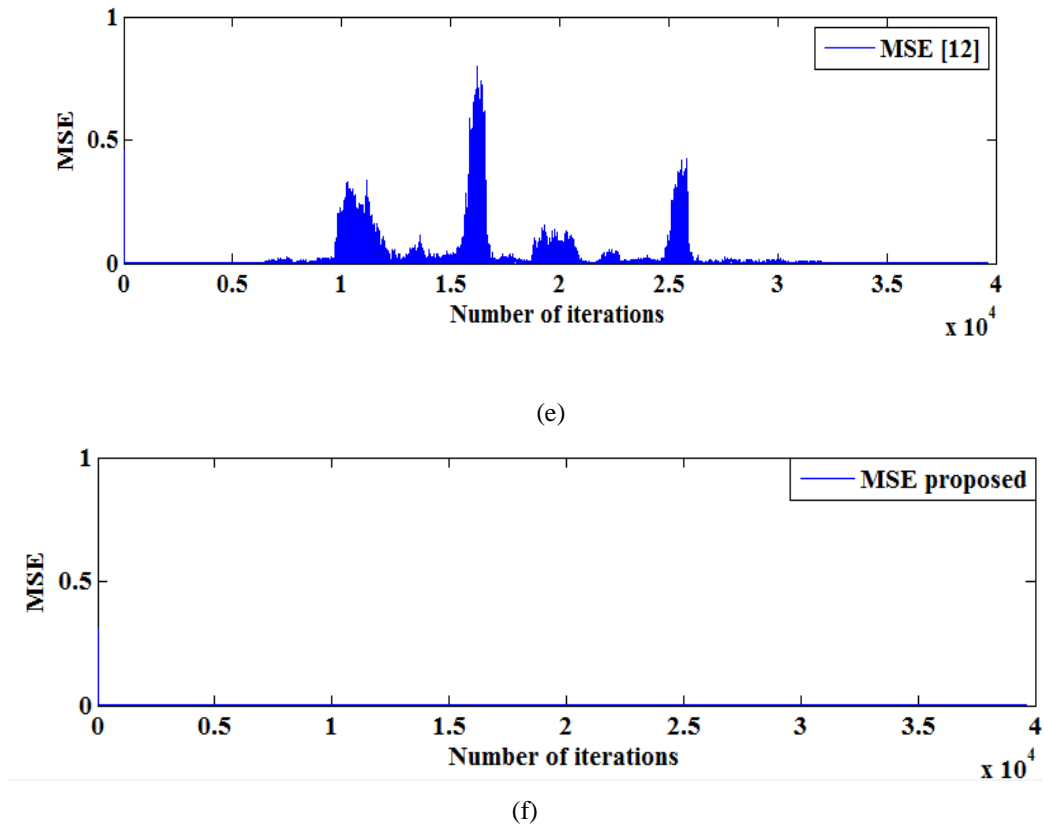 1
MSE [12]
0.5
MSE
0
0 0.5 1 1.5 2 2.5 3 3.5 4
Number of iterations
x 10^4
(e)
1
MSE proposed
0.5
MSE
0
0 0.5 1 1.5 2 2.5 3 3.5 4
Number of iterations
x 10^4
(f)